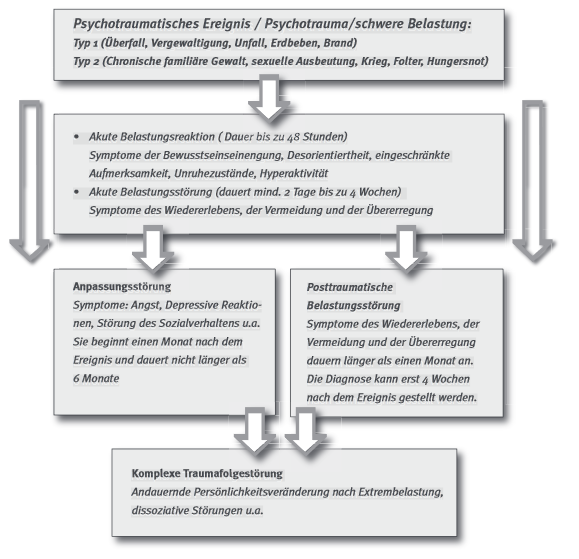 Psychotraumatisches Ereignis / Psychotrauma/schwere Belastung:
Typ 1 (Überfall, Vergewaltigung, Unfall, Erdbeben, Brand)
Typ 2 (Chronische familiäre Gewalt, sexuelle Ausbeutung, Krieg, Folter, Hungersnot)
• Akute Belastungsreaktion ( Dauer bis zu 48 Stunden)
Symptome der Bewusstseinseinengung, Desorientiertheit, eingeschränkte
Aufmerksamkeit, Unruhezustände, Hyperaktivität
• Akute Belastungsstörung (dauert mind. 2 Tage bis zu 4 Wochen)
Symptome des Wiedererlebens, der Vermeidung und der Übererregung
Anpassungsstörung
Symptome: Angst, Depressive Reaktio-
nen, Störung des Sozialverhaltens u.a.
Sie beginnt einen Monat nach dem
Ereignis und dauert nicht länger als
6 Monate
Posttraumatische
Belastungsstörung
Symptome des Wiedererlebens, der
Vermeidung und der Übererregung
dauern länger als einen Monat an.
Die Diagnose kann erst 4 Wochen
nach dem Ereignis gestellt werden.
Komplexe Traumafolgestörung
Andauernde Persönlichkeitsveränderung nach Extrembelastung,
dissoziative Störungen u.a.